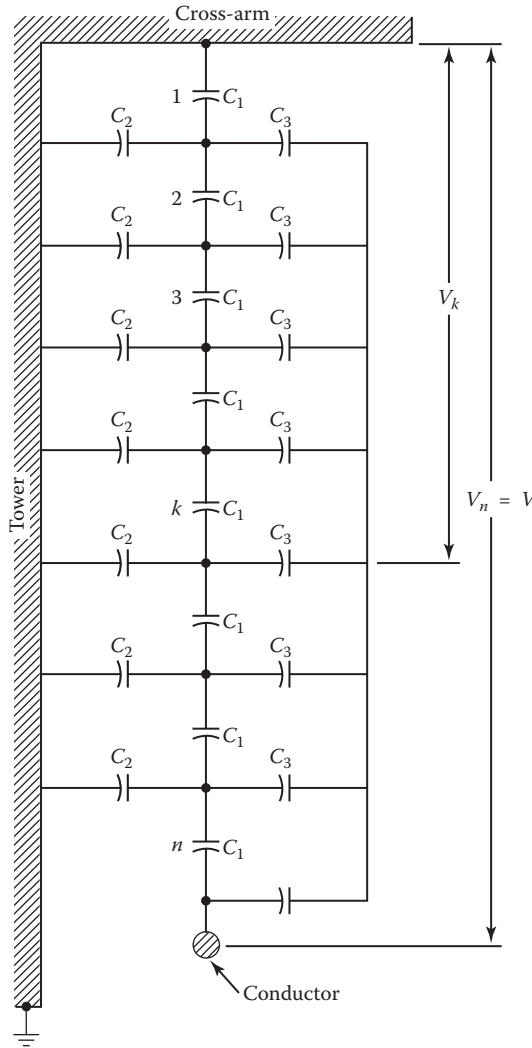 Cross-arm
1 C₁
C₂ C₃
2 C₁
C₂ C₃
3 C₁
C₂ C₃
C₁
C₂ C₃
k C₁
C₂ C₃
C₁
C₂ C₃
C₁
C₂ C₃
n C₁
Tower
Vₖ
Vₙ = V
Conductor